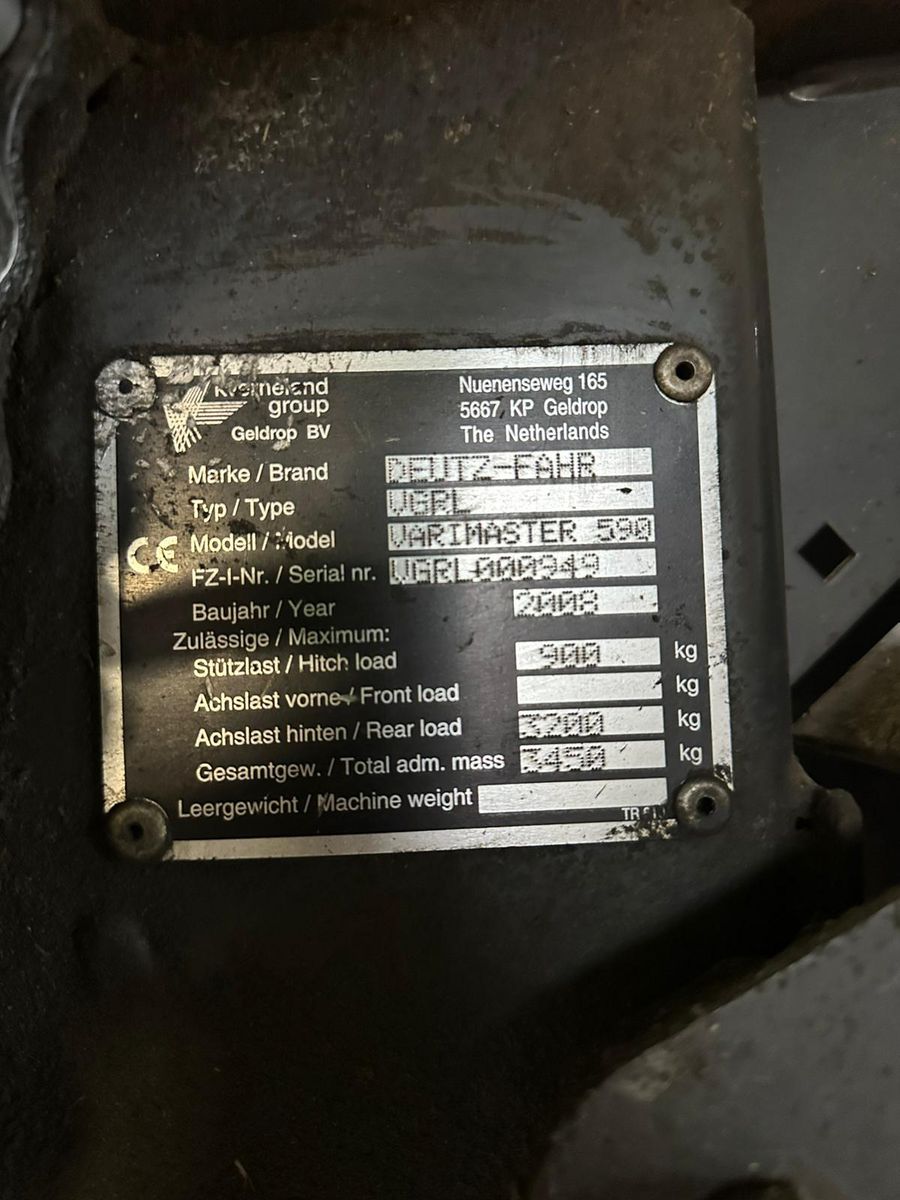 Kverneland
group
Geldrop BV
Nuenenseweg 165
5667 KP Geldrop
The Netherlands
Marke / Brand DEUTZ-FAHR
Typ / Type VGBL
Modell / Model VARIMASTER 590
CE
FZ-I-Nr. / Serial nr. VGBL000949
Baujahr / Year 2008
Zulässige / Maximum:
Stützlast / Hitch load 900 kg
Achslast vorne / Front load kg
Achslast hinten / Rear load 3200 kg
Gesamtgew. / Total adm. mass 3450 kg
Leergewicht / Machine weight